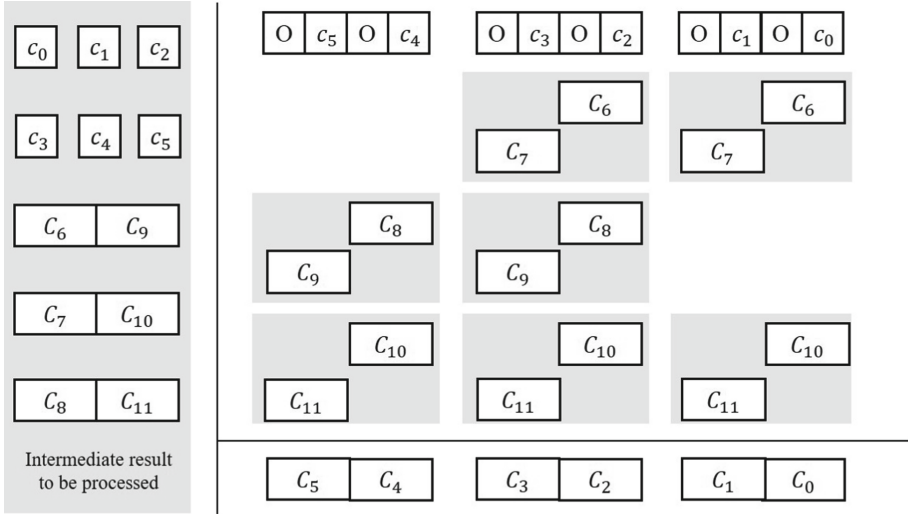 c₀ c₁ c₂
c₃ c₄ c₅
C₆ C₉
C₇ C₁₀
C₈ C₁₁
Intermediate result
to be processed
O c₅ O c₄ O c₃ O c₂ O c₁ O c₀
C₆ C₆
C₇ C₇
C₈ C₈
C₉ C₉
C₁₀ C₁₀ C₁₀
C₁₁ C₁₁ C₁₁
C₅ C₄ C₃ C₂ C₁ C₀